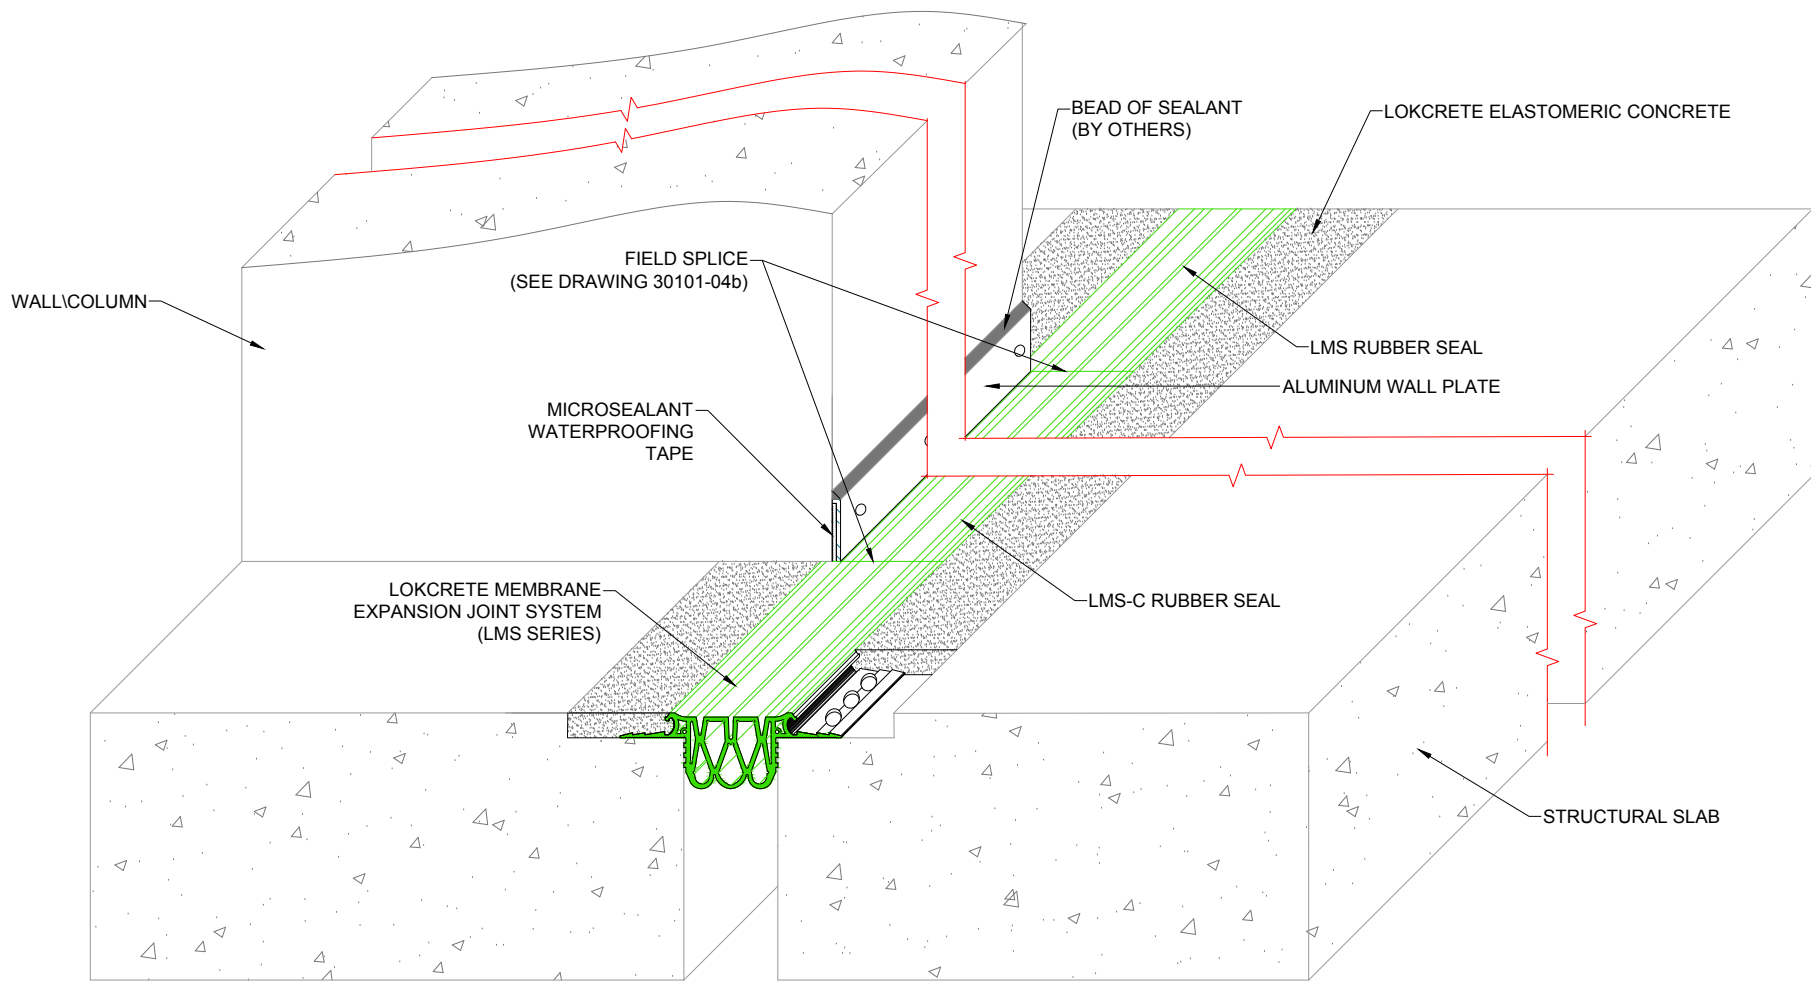 BEAD OF SEALANT
(BY OTHERS)
LOKCRETE ELASTOMERIC CONCRETE
FIELD SPLICE
(SEE DRAWING 30101-04b)
WALL\COLUMN
LMS RUBBER SEAL
ALUMINUM WALL PLATE
MICROSEALANT
WATERPROOFING
TAPE
LOKCRETE MEMBRANE
EXPANSION JOINT SYSTEM
(LMS SERIES)
LMS-C RUBBER SEAL
STRUCTURAL SLAB